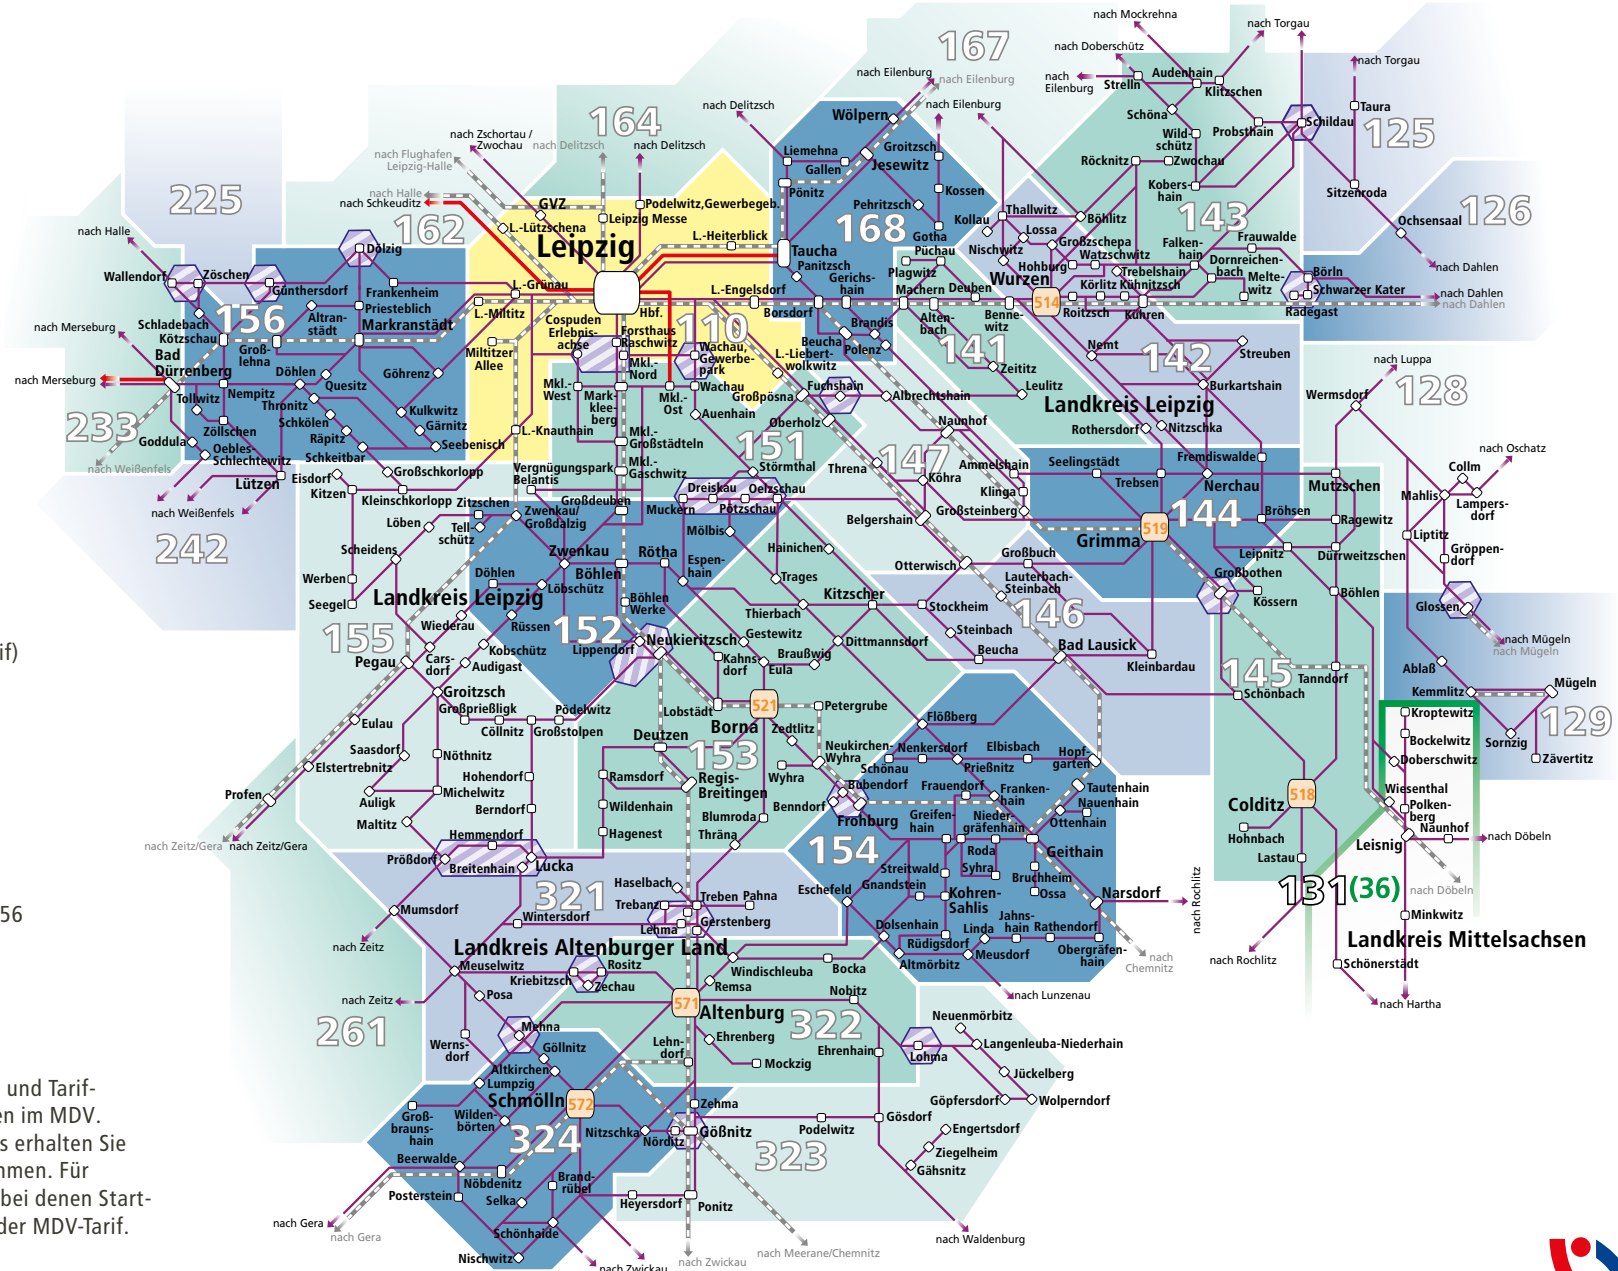 nach Mockrehna
nach Torgau
167
nach Doberschütz
nach Eilenburg
nach Eilenburg
nach
Eilenburg
Strelln
Audenhain
Klitzschen
nach Torgau
nach Delitzsch
nach Eilenburg
Wölpern
Schöna
Taura
164
nach Zschortau /
Zwochau
nach Delitzsch
nach Delitzsch
Wild-
schütz
Probsthain
Schildau
125
nach Flughafen
Leipzig-Halle
Liemehna
Gallen
Groitzsch
Jesewitz
Röcknitz
Zwochau
225
nach Halle
nach Schkeuditz
Pönitz
Kossen
Kobers-
hain
Sitzenroda
GVZ
Podelwitz,Gewerbegeb.
Leipzig Messe
Pehritzsch
168
Thallwitz
Kollau
Böhlitz
143
126
Ochsensaal
162
L.-Lützschena
Leipzig
L.-Heiterblick
Gotha
Lossa
nach Halle
Dölzig
Taucha
Püchau
Nischwitz
Großzschepa
Watzschwitz
Falken-
hain
Frauwalde
Dornreichen-
bach
Panitzsch
Plagwitz
Hohburg
nach Dahlen
Wallendorf
Zöschen
Günthersdorf
Frankenheim
L.-Grünau
Gerichs-
hain
Machern
Deuben
Wurzen
514
Trebelshain
Körlitz
Kühnitzsch
Melte-
witz
Börln
Schwarzer Kater
nach Dahlen
nach Dahlen
Radegast
156
Schladebach
Altran-
städt
Priesteblich
Markranstädt
L.-Miltitz
Hbf.
L.-Engelsdorf
Borsdorf
Alten-
bach
Benne-
witz
Roitzsch
Kühren
nach Merseburg
Kötzschau
Groß-
lehna
Cospuden
Erlebnis-
achse
Forsthaus
Raschwitz
110
Brandis
Beucha
Polenz
141
Nemt
142
Streuben
Bad
Dürrenberg
Miltitzer
Allee
Mkl.-
Nord
Wachau,
Gewerbe-
park
L.-Liebert-
wolkwitz
Zeititz
nach Luppa
nach Merseburg
Döhlen
Quesitz
Göhrenz
Mkl.-
West
Mark-
klee-
berg
Mkl.-
Ost
Wachau
Großpösna
Fuchshain
Albrechtshain
Leulitz
Burkartshain
Wermsdorf
128
Nempitz
Tollwitz
Thronitz
Kulkwitz
Auenhain
Landkreis Leipzig
233
Zöllschen
Schkölen
Gärnitz
L.-Knauthain
Oberholz
Naunhof
Rothersdorf
Nitzschka
Goddula
Räpitz
Seebenisch
Mkl.-
Großstädteln
151
147
nach Oschatz
nach Weißenfels
Oebles-
Schlechtewitz
Schkeitbar
Großschkorlopp
Vergnügungspark
Belantis
Mkl.-
Gaschwitz
Störmthal
Threna
Ammelshain
Seelingstädt
Fremdiswalde
Collm
Lützen
Eisdorf
Kitzen
Kleinschkorlopp
Zitzschen
Großdeuben
Dreiskau
Oelzschau
Köhra
Klinga
Trebsen
Nerchau
Mutzschen
Mahlis
Lampers-
dorf
nach Weißenfels
Löben
Tell-
schütz
Zwenkau/
Großdalzig
Muckern
Pötzschau
Mölbis
Großsteinberg
144
Bröhsen
Ragewitz
242
Belgershain
519
Grimma
Liptitz
Scheidens
Zwenkau
Böhlen
Rötha
Espen-
hain
Hainichen
Otterwisch
Großbuch
Leipnitz
Dürrweitzschen
Gröppen-
dorf
Werben
Döhlen
Löbschütz
Trages
Lauterbach-
Steinbach
Großbothen
Kössern
Böhlen
Glossen
Seegel
Landkreis Leipzig
Böhlen
Werke
Kitzscher
Thierbach
Stockheim
146
155
Wiederau
Rüssen
152
Lippendorf
Neukieritzsch
Gestewitz
Dittmannsdorf
Steinbach
Bad Lausick
nach Mügeln
nach Mügeln
if)
Pegau
Cars-
dorf
Kobschütz
Audigast
Kahns-
dorf
Braußwig
Eula
Beucha
Kleinbardau
145
Tanndorf
Ablaß
Groitzsch
Kemmlitz
Mügeln
Großprießligk
Pödelwitz
Lobstädt
521
Borna
Petergrube
Flößberg
Schönbach
Kroptewitz
129
Eulau
Cöllnitz
Großstolpen
Deutzen
Zedtlitz
Bockelwitz
Sornzig
Saasdorf
Nöthnitz
153
Neukirchen-
Wyhra
Nenkersdorf
Elbisbach
Hopf-
garten
Doberschwitz
Zävertitz
Elstertrebnitz
Hohendorf
Ramsdorf
Regis-
Breitingen
Wyhra
Schönau
Prießnitz
518
Colditz
Wiesenthal
Profen
Auligk
Michelwitz
Wildenhain
Benndorf
Bubendorf
Frauendorf
Franken-
hain
Tautenhain
Nauenhain
Polken-
berg
Berndorf
Blumroda
Frohburg
Greifen-
hain
Nieder-
gräfenhain
Ottenhain
Hohnbach
Naunhof
nach Döbeln
Maltitz
Hagenest
Thräna
nach Zeitz/Gera
nach Zeitz/Gera
Hemmendorf
154
Roda
Geithain
Lastau
Leisnig
Prößdorf
Breitenhain
Lucka
Streitwald
Syhra
Bruchheim
nach Döbeln
321
Haselbach
Treben
Pahna
Eschefeld
Gnandstein
Kohren-
Sahlis
Ossa
Narsdorf
nach Rochlitz
131(36)
56
Mumsdorf
Wintersdorf
Trebanz
Gerstenberg
Lehma
Dolsenhain
Jahns-
hain
Linda
Rathendorf
Minkwitz
nach Zeitz
Landkreis Altenburger Land
Rüdigsdorf
Obergräfen-
hain
nach
Chemnitz
nach Rochlitz
Landkreis Mittelsachsen
Meuselwitz
Kriebitzsch
Rositz
Zechau
Windischleuba
Bocka
Altmörbitz
Meusdorf
Schönerstädt
nach Zeitz
Posa
Remsa
Nobitz
nach Lunzenau
nach Hartha
571
Altenburg
261
Mehna
322
Neuenmörbitz
Werns-
dorf
Göllnitz
Lehn-
dorf
Ehrenberg
Ehrenhain
Lohma
Langenleuba-Niederhain
Altkirchen
Mockzig
Jückelberg
und Tarif-
Lumpzig
Schmölln
572
Zehma
Göpfersdorf
Wolperndorf
en im MDV.
Groß-
brauns-
hain
Wilden-
börten
324
Nitzschka
Nörditz
Gößnitz
Podelwitz
Gösdorf
Engertsdorf
s erhalten Sie
323
Ziegelheim
mmen. Für
Beerwalde
Nöbdenitz
Brand-
rübel
Gähsnitz
bei denen Start-
Posterstein
Selka
Heyersdorf
Ponitz
der MDV-Tarif.
nach Gera
nach Gera
Schönhaide
nach Waldenburg
Nischwitz
nach Zwickau
nach Zwickau
nach Meerane/Chemnitz